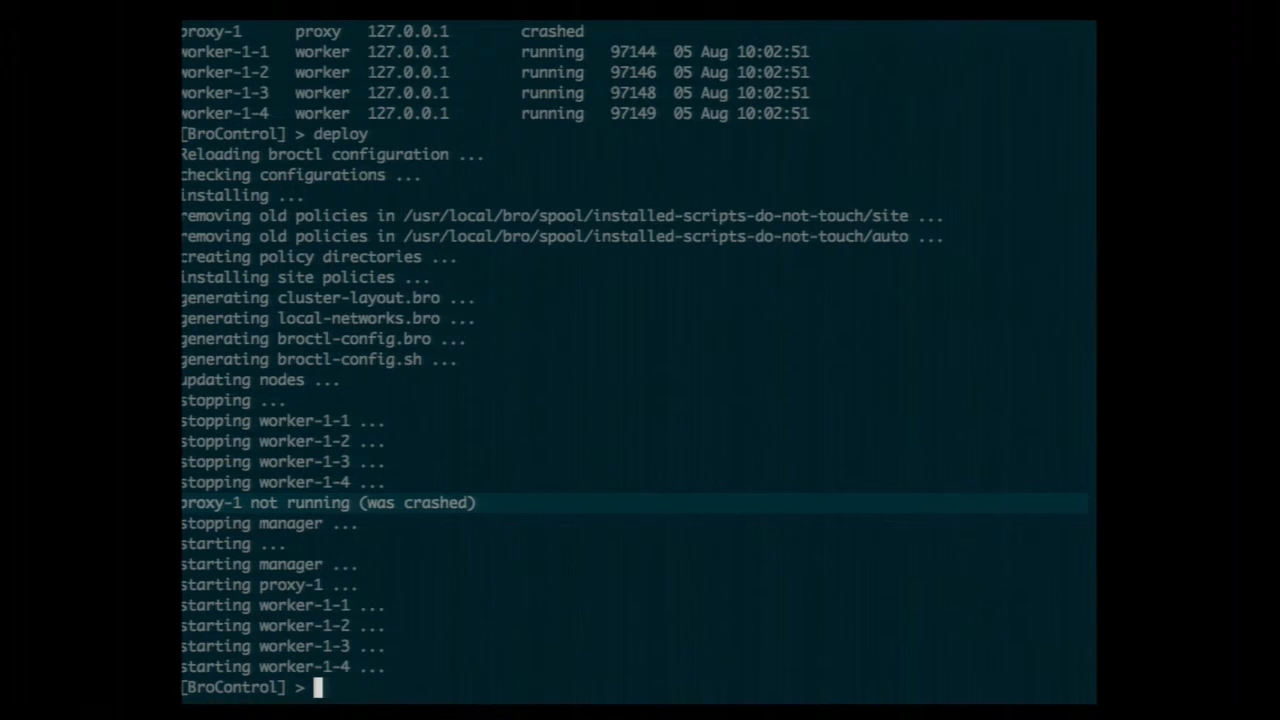 proxy-1 proxy 127.0.0.1 crashed
worker-1-1 worker 127.0.0.1 running 97144 05 Aug 10:02:51
worker-1-2 worker 127.0.0.1 running 97146 05 Aug 10:02:51
worker-1-3 worker 127.0.0.1 running 97148 05 Aug 10:02:51
worker-1-4 worker 127.0.0.1 running 97149 05 Aug 10:02:51
[BroControl] > deploy
Reloading broctl configuration ...
checking configurations ...
installing ...
removing old policies in /usr/local/bro/spool/installed-scripts-do-not-touch/site ...
removing old policies in /usr/local/bro/spool/installed-scripts-do-not-touch/auto ...
creating policy directories ...
installing site policies ...
generating cluster-layout.bro ...
generating local-networks.bro ...
generating broctl-config.bro ...
generating broctl-config.sh ...
updating nodes ...
stopping ...
stopping worker-1-1 ...
stopping worker-1-2 ...
stopping worker-1-3 ...
stopping worker-1-4 ...
proxy-1 not running (was crashed)
stopping manager ...
starting ...
starting manager ...
starting proxy-1 ...
starting worker-1-1 ...
starting worker-1-2 ...
starting worker-1-3 ...
starting worker-1-4 ...
[BroControl] >